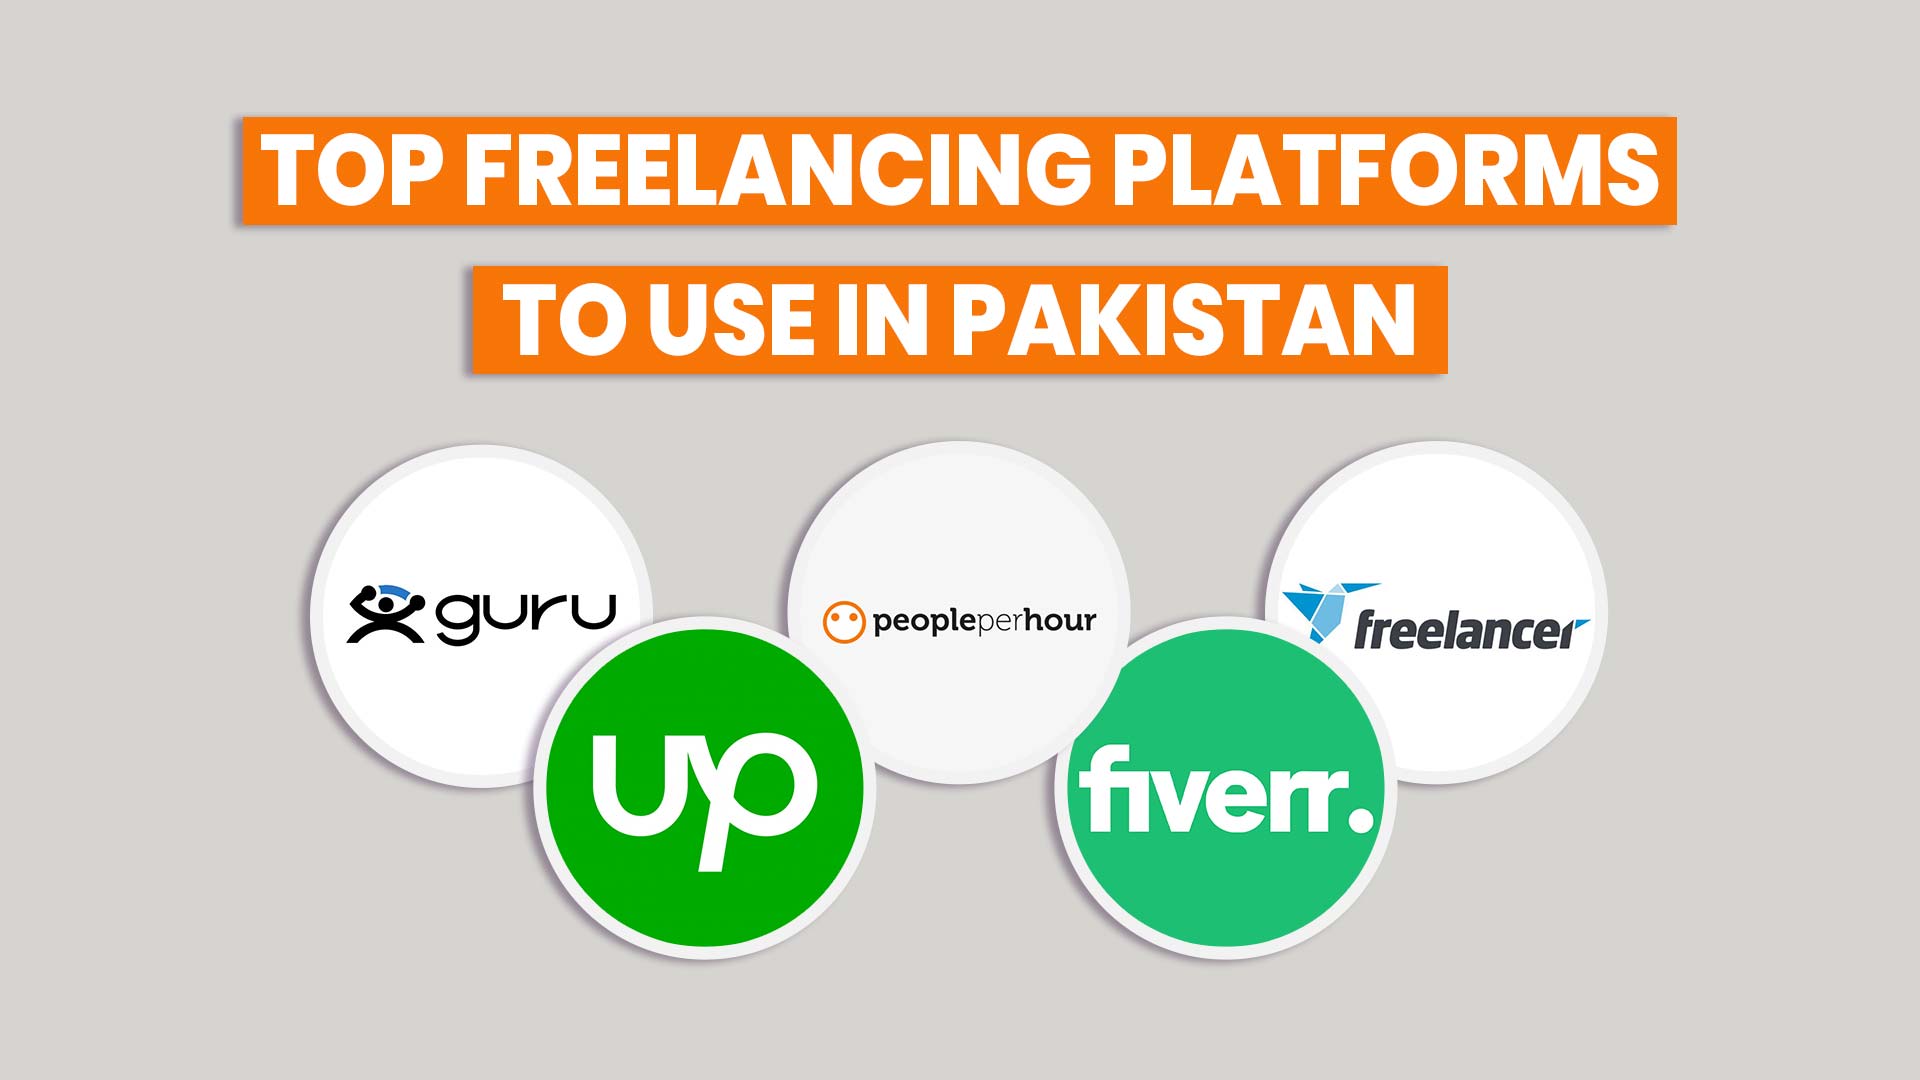 TOP FREELANCING PLATFORMS
TO USE IN PAKISTAN
guru
peopleperhour
freelancer
up
fiverr.